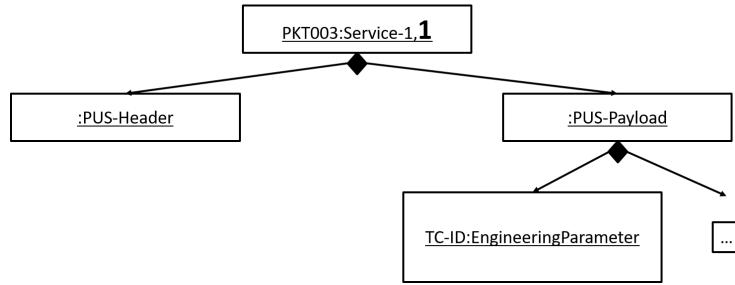 PKT003:Service-1,1
:PUS-Header
:PUS-Payload
TC-ID:EngineeringParameter
...